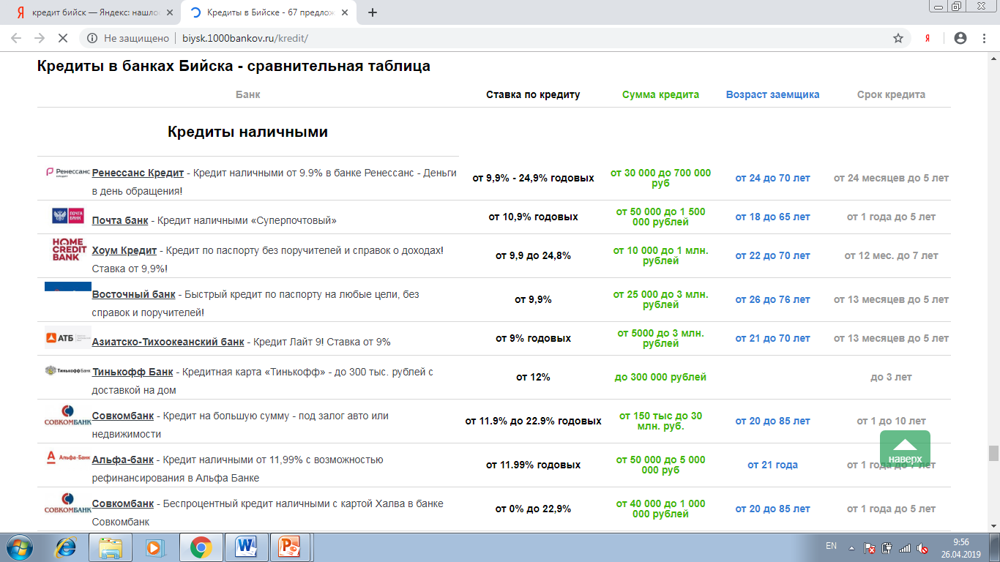 кредит бийск — Яндекс: нашло
Кредиты в Бийске - 67 предлож
Не защищено
biysk.1000bankov.ru/kredit/
Кредиты в банках Бийска - сравнительная таблица
Банк Ставка по кредиту Сумма кредита Возраст заемщика Срок кредита
Кредиты наличными
Ренессанс
кредит
Ренессанс Кредит - Кредит наличными от 9.9% в банке Ренессанс - Деньги
в день обращения!
от 9,9% - 24,9% годовых
от 30 000 до 700 000
руб
от 24 до 70 лет
от 24 месяцев до 5 лет
ПОЧТА
БАНК
Почта банк - Кредит наличными «Суперпочтовый»
от 10,9% годовых
от 50 000 до 1 500
000 рублей
от 18 до 65 лет
от 1 года до 5 лет
HOME
CREDIT
BANK
Хоум Кредит - Кредит по паспорту без поручителей и справок о доходах!
Ставка от 9,9%!
от 9,9 до 24,8%
от 10 000 до 1 млн.
рублей
от 22 до 70 лет
от 12 мес. до 7 лет
Восточный банк - Быстрый кредит по паспорту на любые цели, без
справок и поручителей!
от 9,9%
от 25 000 до 3 млн.
рублей
от 26 до 76 лет
от 13 месяцев до 5 лет
АТБ
Азиатско-Тихоокеанский банк - Кредит Лайт 9! Ставка от 9%
от 9% годовых
от 5000 до 3 млн.
рублей
от 21 до 70 лет
от 13 месяцев до 5 лет
Тинькофф Банк
Тинькофф Банк - Кредитная карта «Тинькофф» - до 300 тыс. рублей с
доставкой на дом
от 12%
до 300 000 рублей
до 3 лет
СОВКОМБАНК
Совкомбанк - Кредит на большую сумму - под залог авто или
недвижимости
от 11.9% до 22.9% годовых
от 150 тыс до 30
млн. руб.
от 20 до 85 лет
от 1 до 10 лет
Альфа·Банк
Альфа-банк - Кредит наличными от 11,99% с возможностью
рефинансирования в Альфа Банке
от 11.99% годовых
от 50 000 до 5 000
000 руб
от 21 года
от 1 года до 7 лет
наверх
СОВКОМБАНК
Совкомбанк - Беспроцентный кредит наличными с картой Халва в банке
Совкомбанк
от 0% до 22,9%
от 40 000 до 1 000
000 рублей
от 20 до 85 лет
от 1 года до 5 лет
EN
9:56
26.04.2019